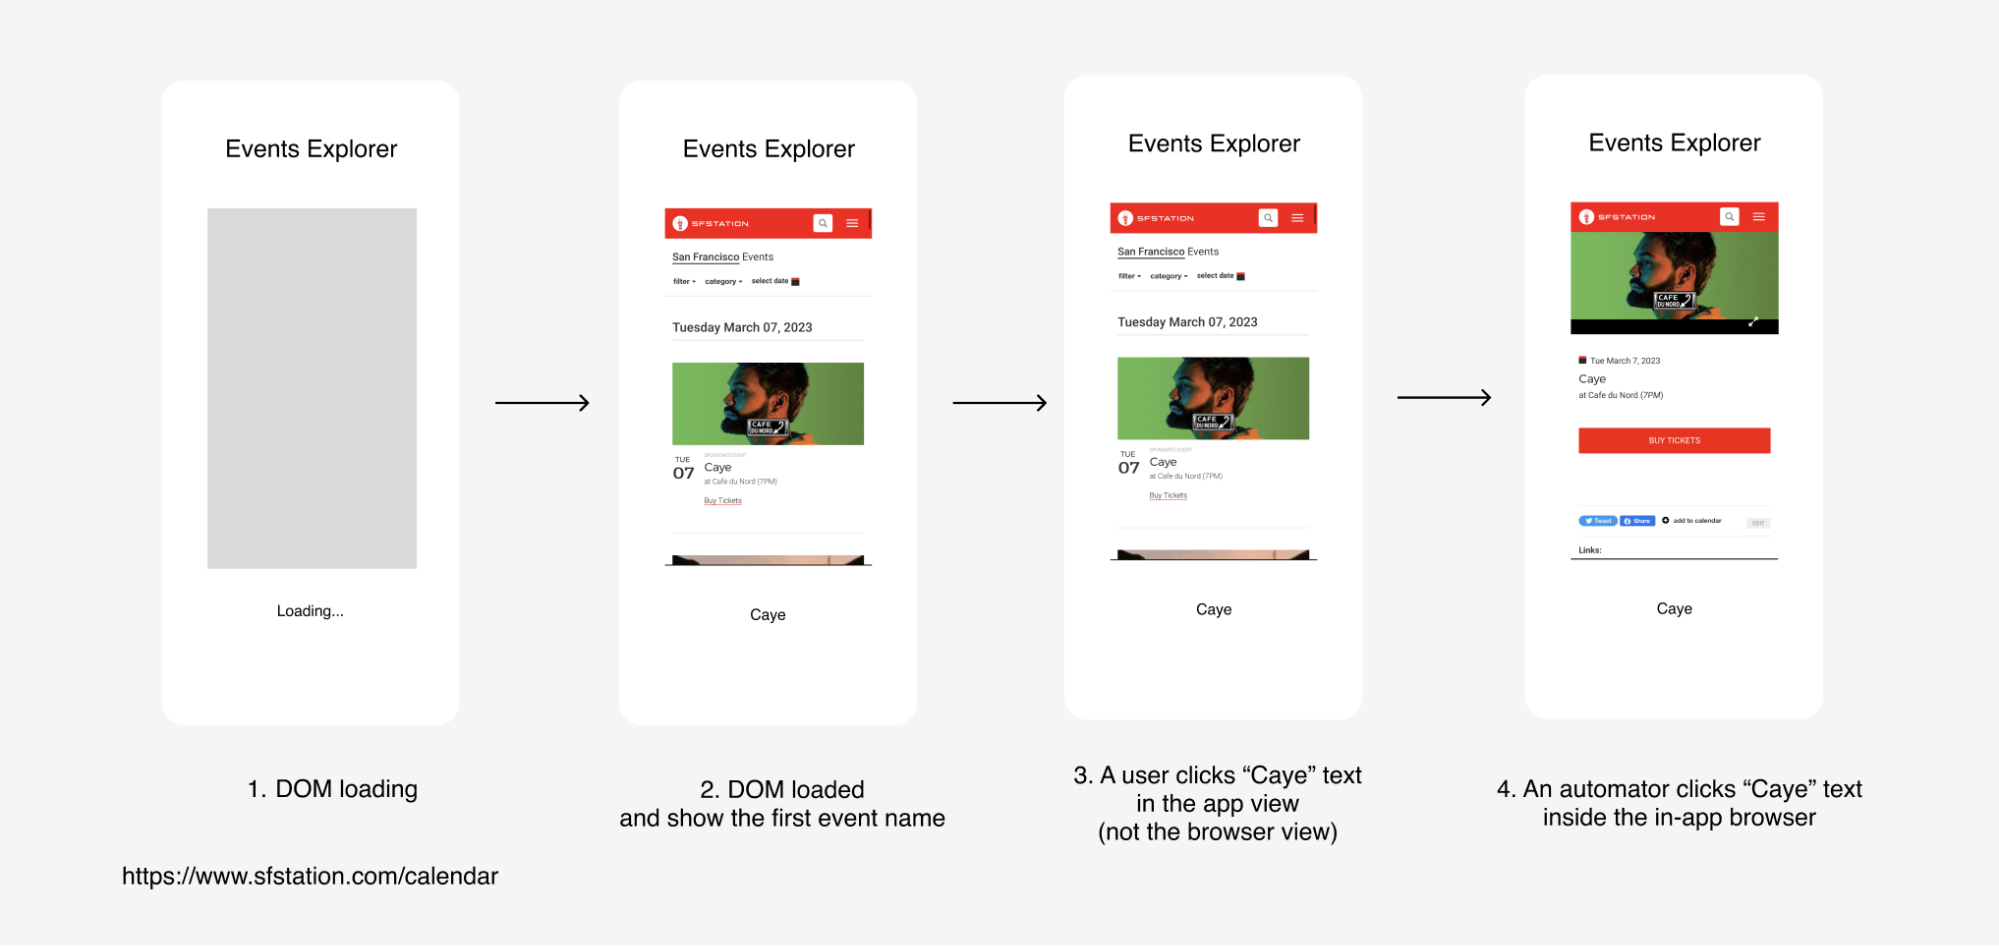 Events Explorer
Loading...
1. DOM loading
https://www.sfstation.com/calendar
Events Explorer
SFSTATION
San Francisco Events
filter
category
select date
Tuesday March 07, 2023
CAFE
DU NORD
SPONSORED EVENT
TUE
07
Caye
at Cafe du Nord (7PM)
Buy Tickets
Caye
2. DOM loaded
and show the first event name
Events Explorer
SFSTATION
San Francisco Events
filter
category
select date
Tuesday March 07, 2023
CAFE
DU NORD
SPONSORED EVENT
TUE
07
Caye
at Cafe du Nord (7PM)
Buy Tickets
Caye
3. A user clicks “Caye” text
in the app view
(not the browser view)
Events Explorer
SFSTATION
CAFE
DU NORD
Tue March 7, 2023
Caye
at Cafe du Nord (7PM)
BUY TICKETS
Tweet
Share
add to calendar
EDIT
Links:
Caye
4. An automator clicks “Caye” text
inside the in-app browser